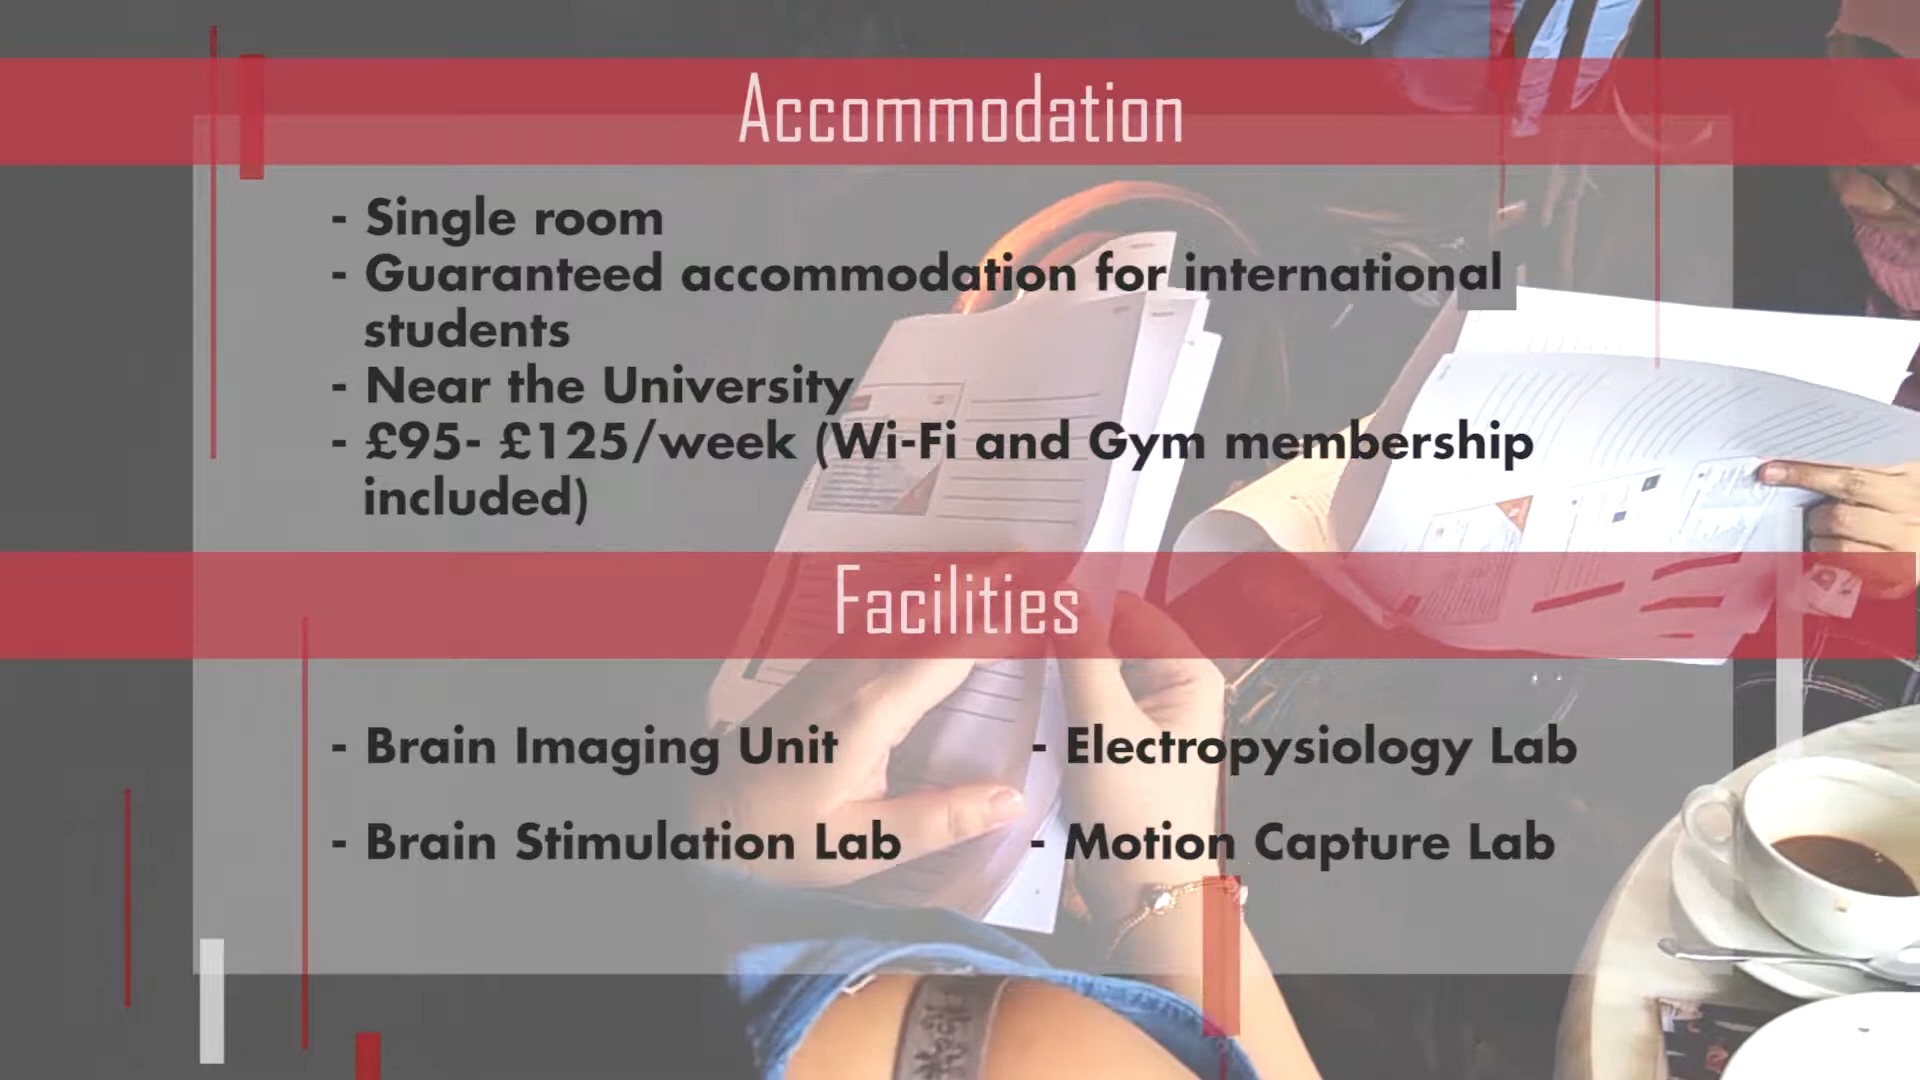 Accommodation
- Single room
- Guaranteed accommodation for international
students
- Near the University
- £95- £125/week (Wi-Fi and Gym membership
included)
Facilities
- Brain Imaging Unit
- Electropysiology Lab
- Brain Stimulation Lab
- Motion Capture Lab